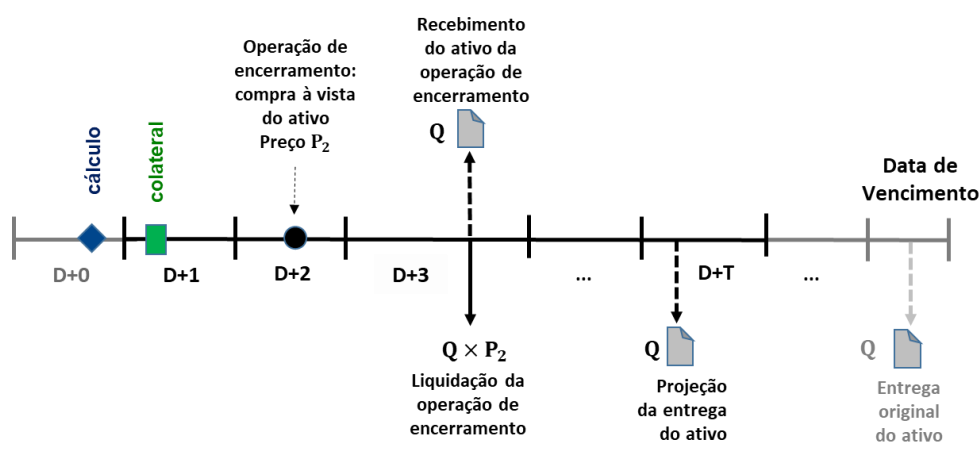 Recebimento
do ativo da
operação de
encerramento
Q
Operação de
encerramento:
compra à vista
do ativo
Preço P₂
cálculo
colateral
Data de
Vencimento
D+0
D+1
D+2
D+3
...
D+T
...
Q × P₂
Liquidação da
operação de
encerramento
Q
Projeção
da entrega
do ativo
Q
Entrega
original
do ativo